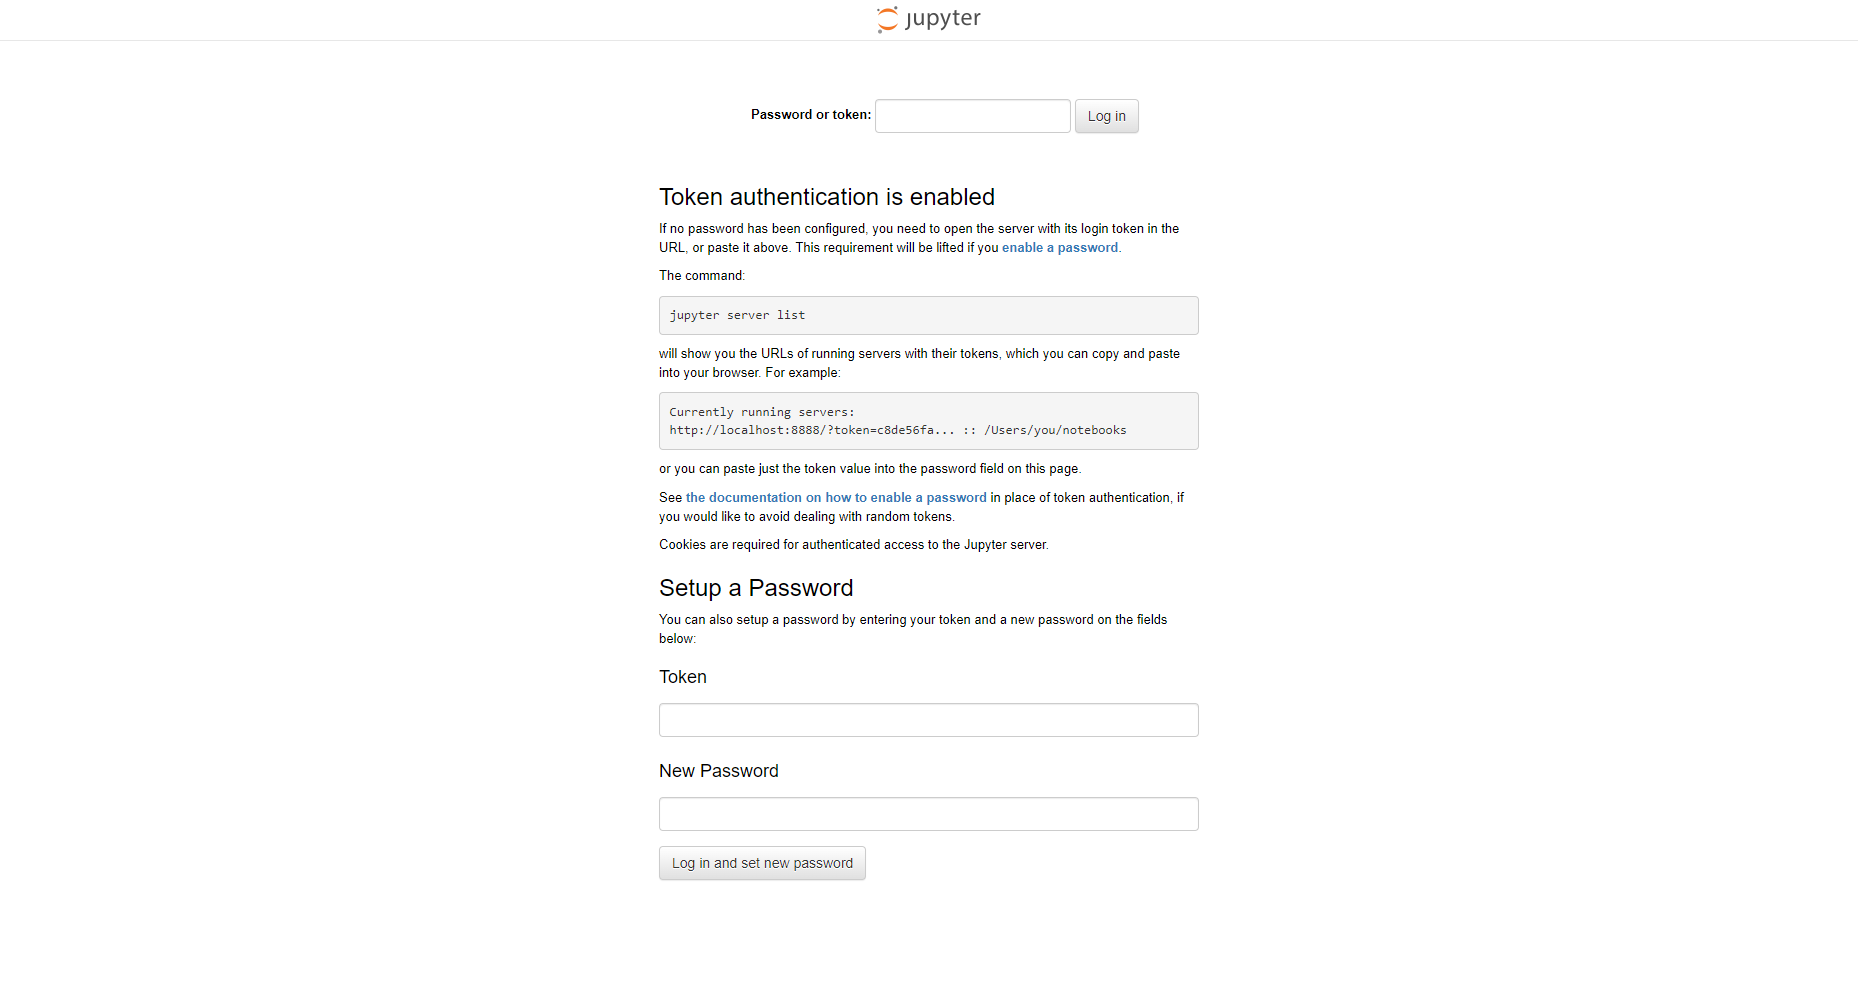 jupyter
Password or token:
Log in
Token authentication is enabled
If no password has been configured, you need to open the server with its login token in the
URL, or paste it above. This requirement will be lifted if you enable a password.
The command:
jupyter server list
will show you the URLs of running servers with their tokens, which you can copy and paste
into your browser. For example:
Currently running servers:
http://localhost:8888/?token=c8de56fa... :: /Users/you/notebooks
or you can paste just the token value into the password field on this page.
See the documentation on how to enable a password in place of token authentication, if
you would like to avoid dealing with random tokens.
Cookies are required for authenticated access to the Jupyter server.
Setup a Password
You can also setup a password by entering your token and a new password on the fields
below:
Token
New Password
Log in and set new password